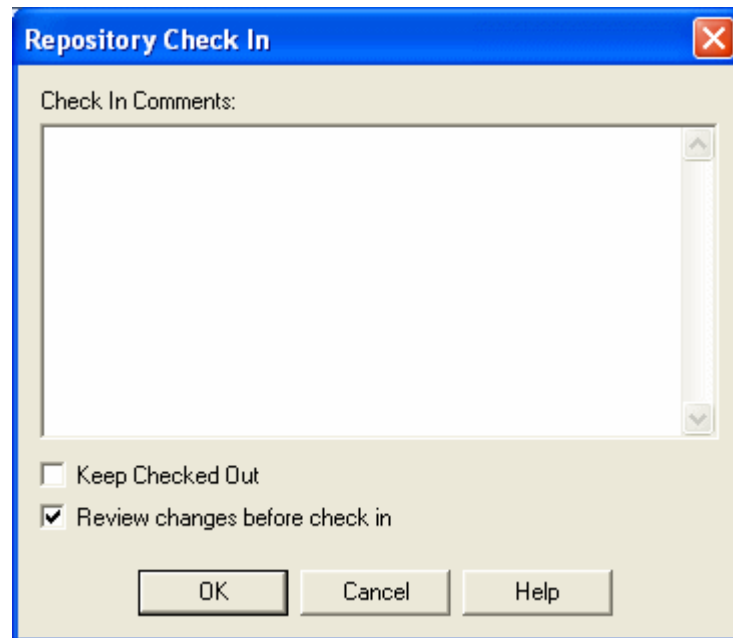 Repository Check In
Check In Comments:
Keep Checked Out
Review changes before check in
OK Cancel Help